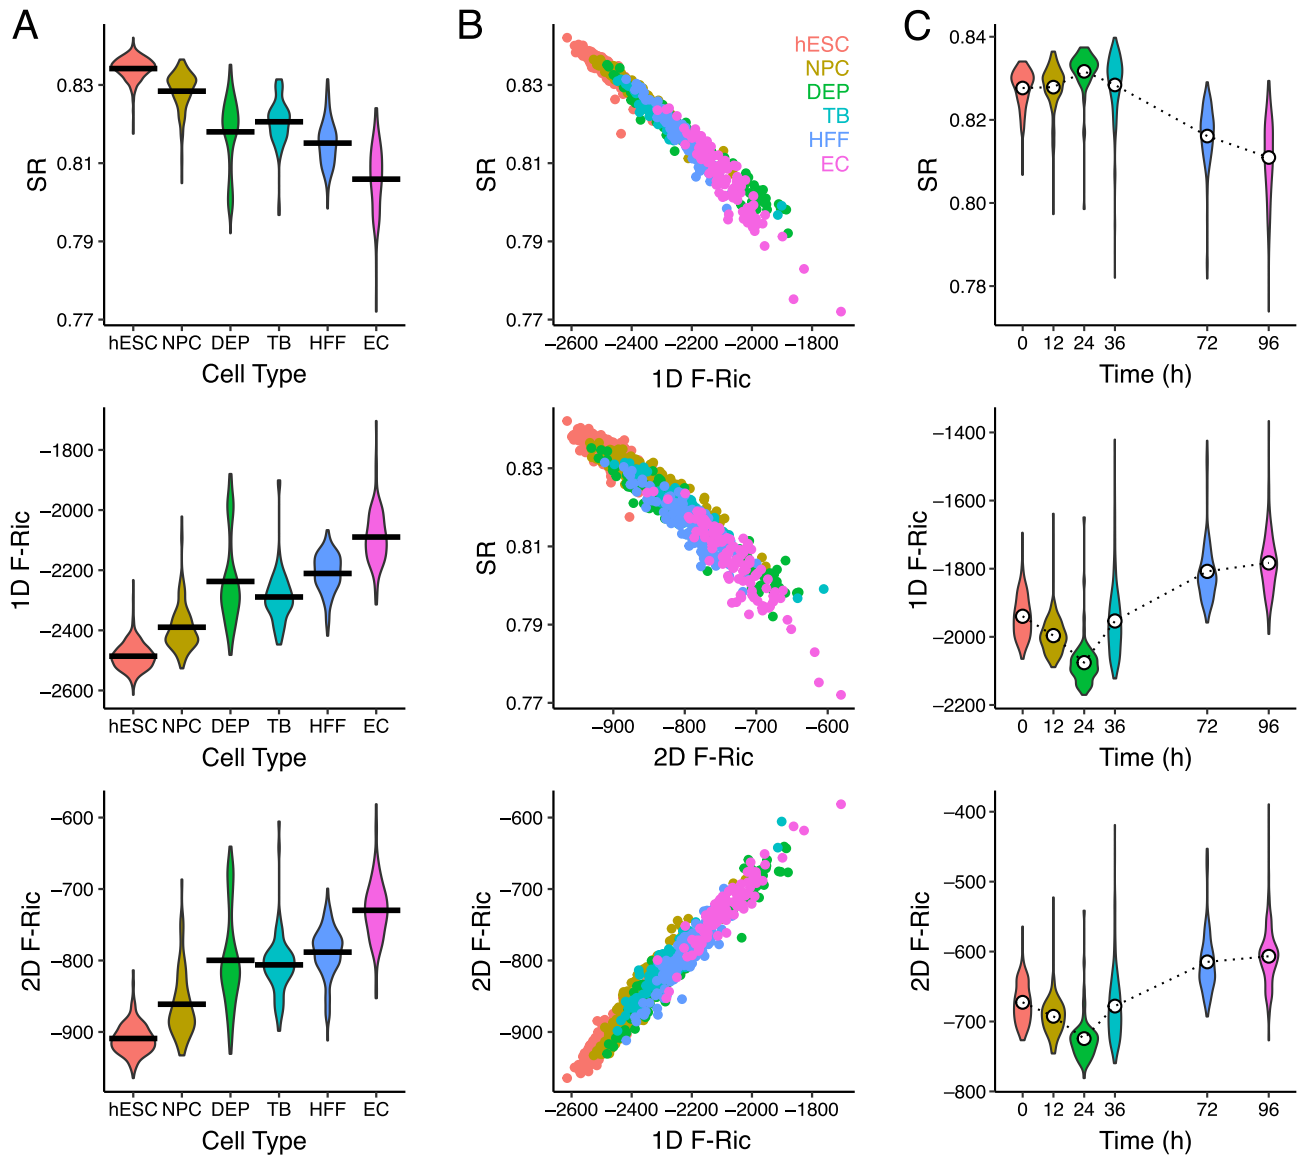 A
SR
0.83
0.81
0.79
0.77
hESC NPC DEP TB HFF EC
Cell Type
B
SR
0.83
0.81
0.79
0.77
hESC
NPC
DEP
TB
HFF
EC
−2600 −2400 −2200 −2000 −1800
1D F-Ric
C
SR
0.84
0.82
0.80
0.78
0 12 24 36 72 96
Time (h)
1D F-Ric
−1800
−2000
−2200
−2400
−2600
hESC NPC DEP TB HFF EC
Cell Type
SR
0.83
0.81
0.79
0.77
−900 −800 −700 −600
2D F-Ric
1D F-Ric
−1400
−1600
−1800
−2000
−2200
0 12 24 36 72 96
Time (h)
2D F-Ric
−600
−700
−800
−900
hESC NPC DEP TB HFF EC
Cell Type
2D F-Ric
−600
−700
−800
−900
−2600 −2400 −2200 −2000 −1800
1D F-Ric
2D F-Ric
−400
−500
−600
−700
−800
0 12 24 36 72 96
Time (h)